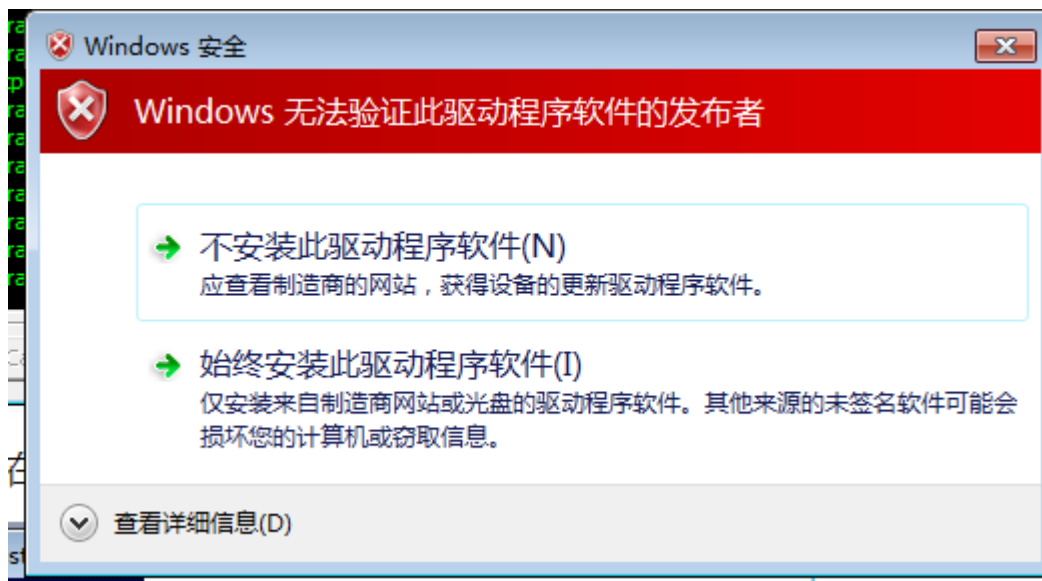 Windows 安全
Windows 无法验证此驱动程序软件的发布者
不安装此驱动程序软件(N)
应查看制造商的网站，获得设备的更新驱动程序软件。
始终安装此驱动程序软件(I)
仅安装来自制造商网站或光盘的驱动程序软件。其他来源的未签名软件可能会
损坏您的计算机或窃取信息。
查看详细信息(D)